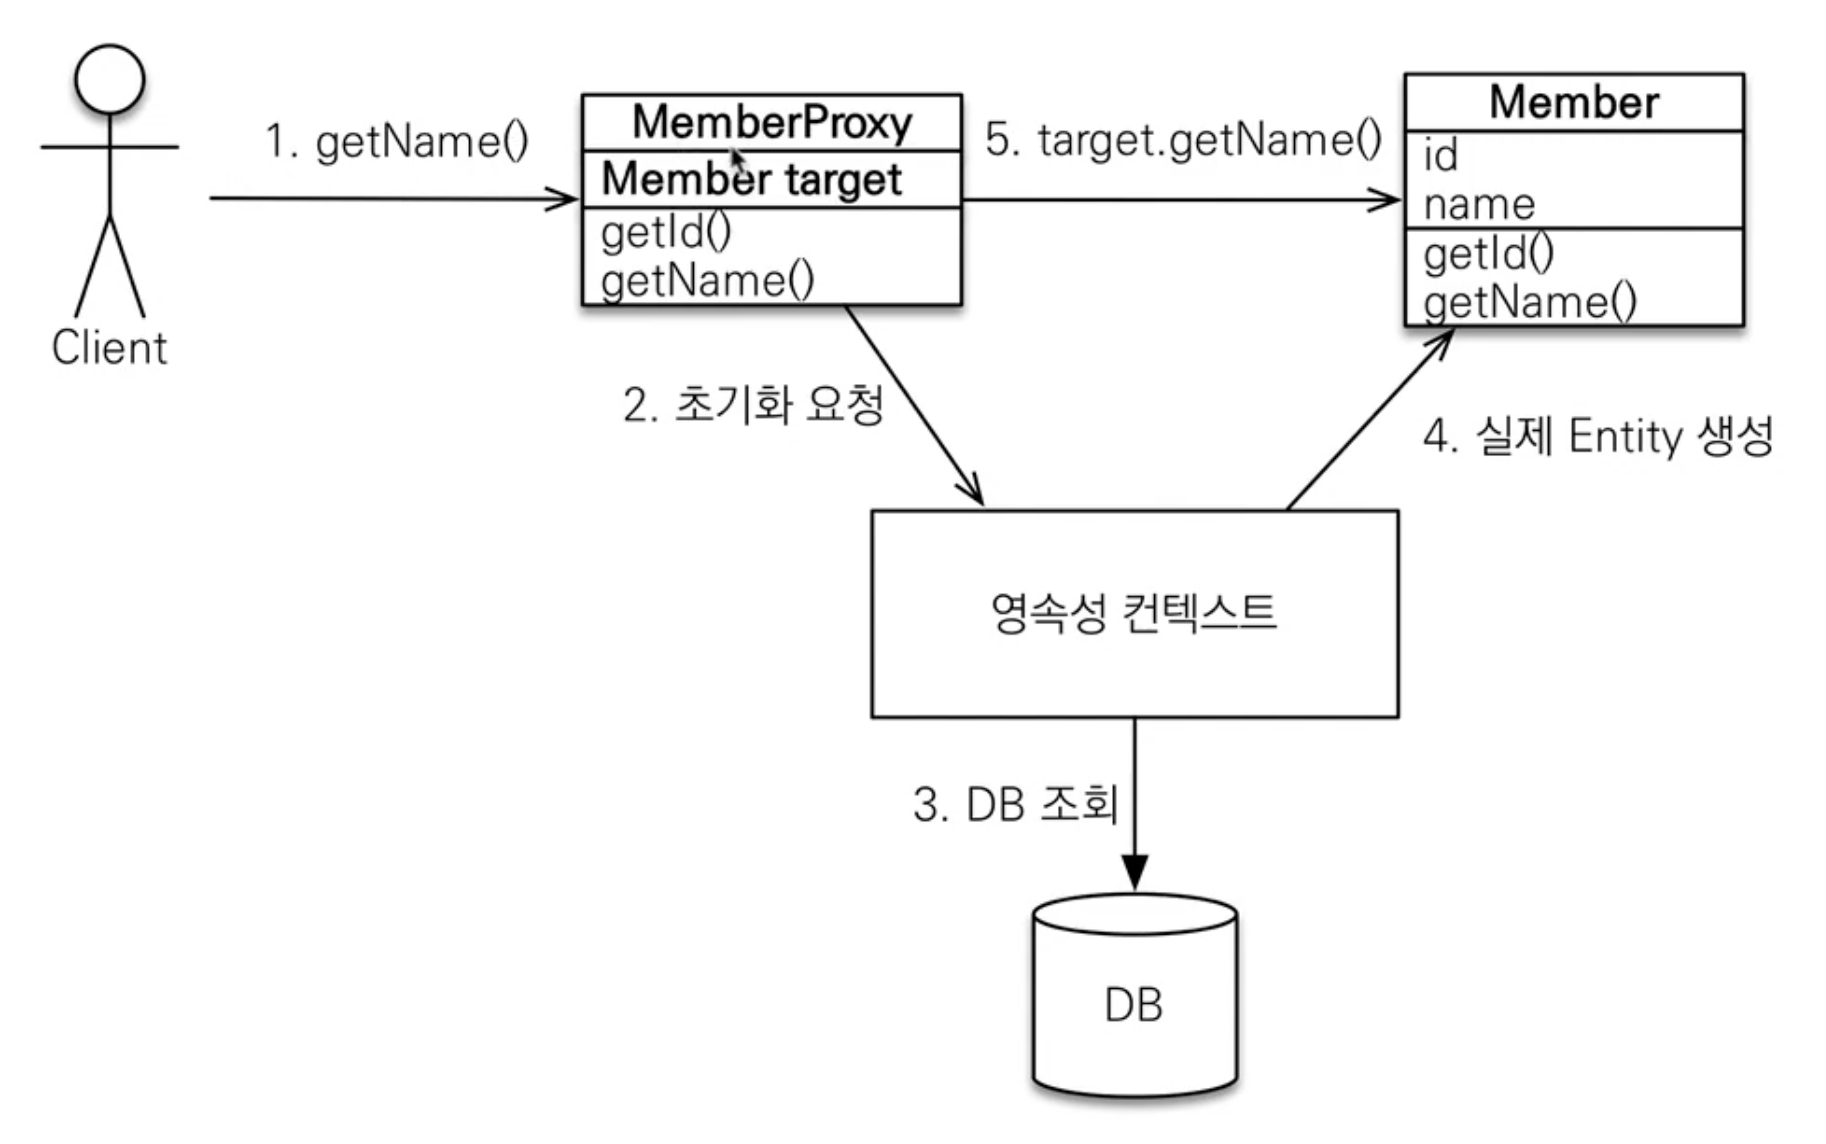 1. getName()
MemberProxy
Member target
getId()
getName()
5. target.getName()
Member
id
name
getId()
getName()
Client
2. 초기화 요청
4. 실제 Entity 생성
영속성 컨텍스트
3. DB 조회
DB